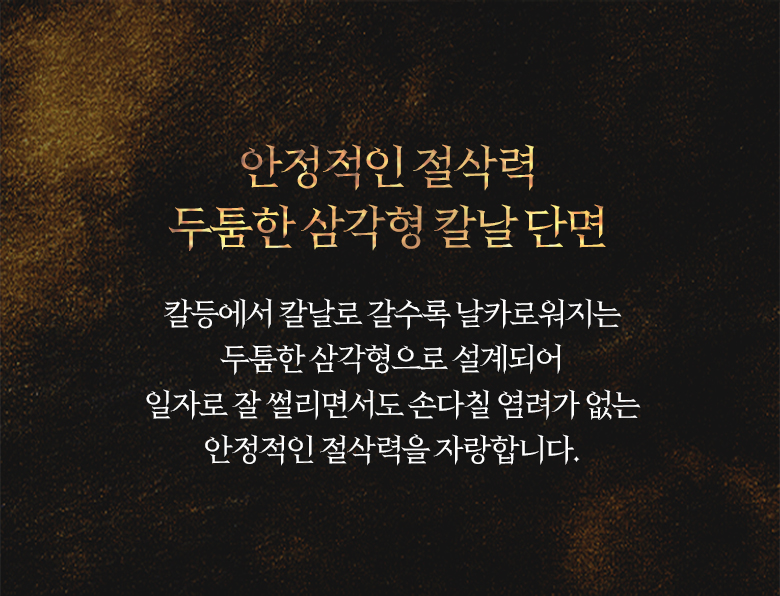 안정적인 절삭력
두툼한 삼각형 칼날 단면
칼등에서 칼날로 갈수록 날카로워지는
두툼한 삼각형으로 설계되어
일자로 잘 썰리면서도 손다칠 염려가 없는
안정적인 절삭력을 자랑합니다.